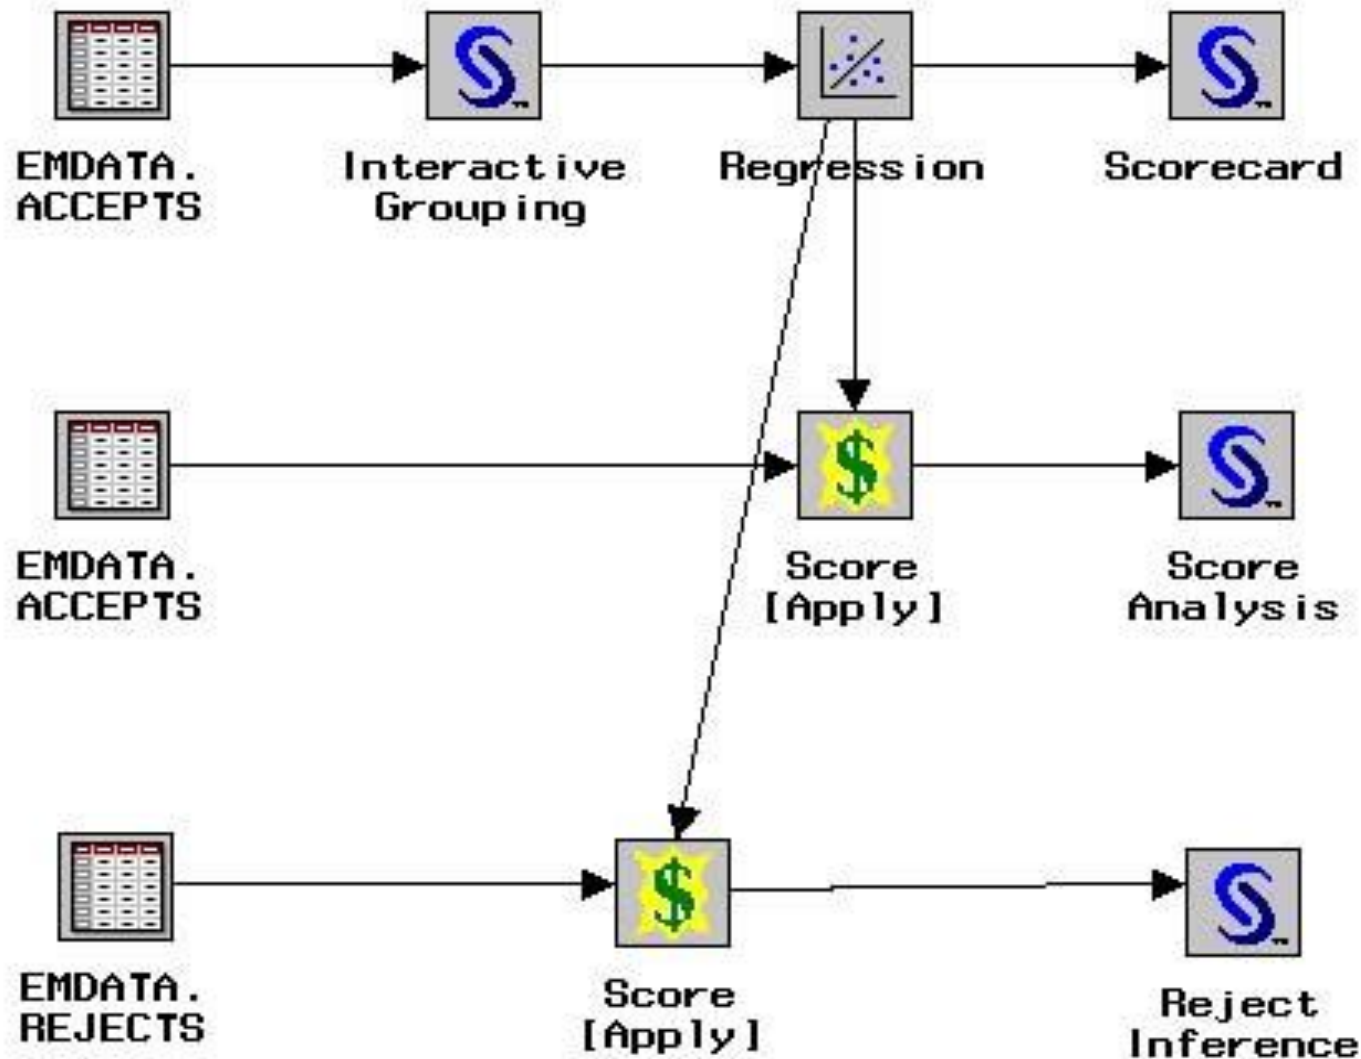 EMDATA.
ACCEPTS
Interactive
Grouping
Regression
Scorecard
EMDATA.
ACCEPTS
Score
[Apply]
Score
Analysis
EMDATA.
REJECTS
Score
[Apply]
Reject
Inference